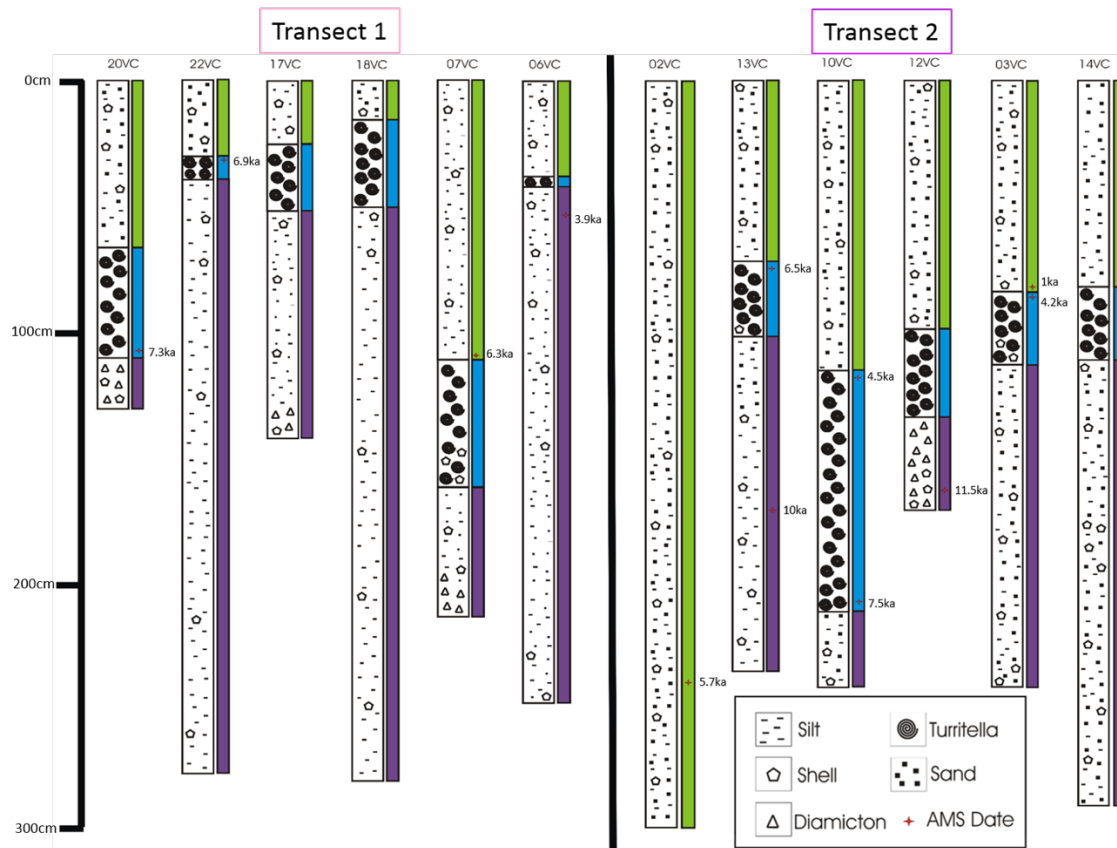 Transect 1
Transect 2
20VC 22VC 17VC 18VC 07VC 06VC 02VC 13VC 10VC 12VC 03VC 14VC
0cm
6.9ka
3.9ka
6.5ka
1ka
4.2ka
100cm
7.3ka
6.3ka
4.5ka
11.5ka
10ka
200cm
7.5ka
5.7ka
Silt Turritella
Shell Sand
Diamicton AMS Date
300cm